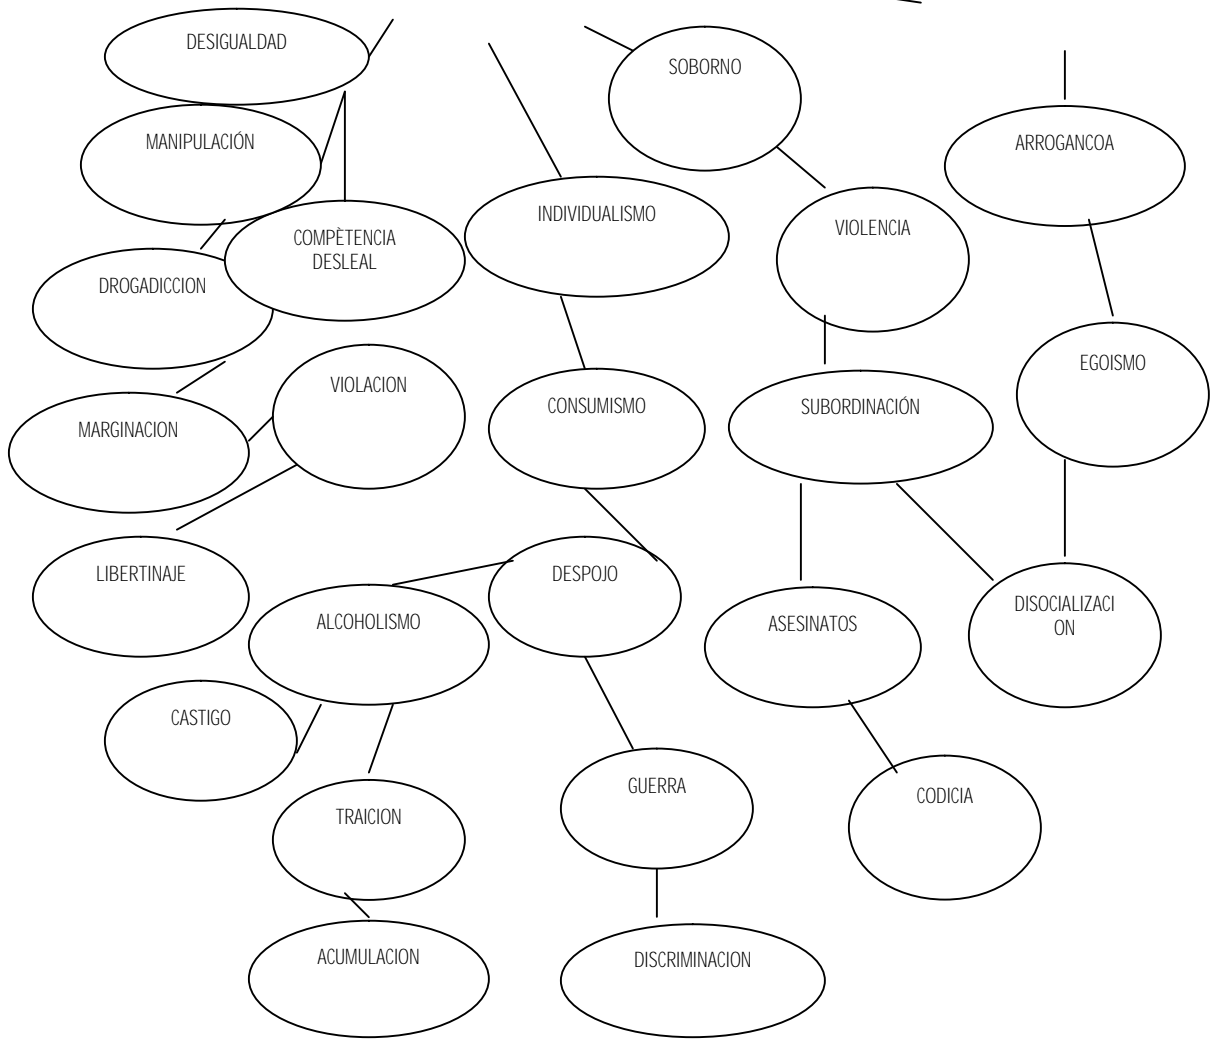 DESIGUALDAD
SOBORNO
MANIPULACIÓN
ARROGANCOA
INDIVIDUALISMO
VIOLENCIA
COMPÈTENCIA
DESLEAL
DROGADICCION
EGOISMO
VIOLACION
CONSUMISMO
SUBORDINACIÓN
MARGINACION
LIBERTINAJE
DESPOJO
DISOCIALIZACI
ON
ALCOHOLISMO
ASESINATOS
CASTIGO
GUERRA
CODICIA
TRAICION
ACUMULACION
DISCRIMINACION